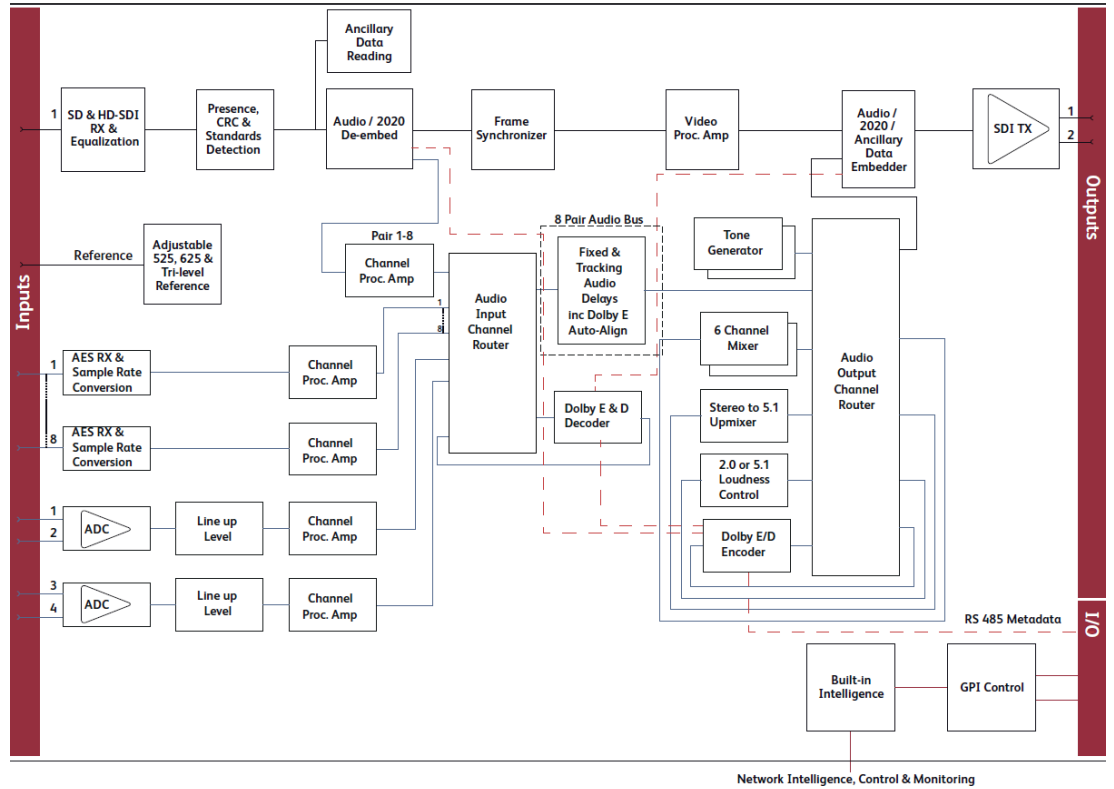 Inputs
Outputs
I/O
Ancillary
Data
Reading
1
SD & HD-SDI
RX &
Equalization
Presence,
CRC &
Standards
Detection
Audio / 2020
De-embed
Frame
Synchronizer
Video
Proc. Amp
Audio /
2020 /
Ancillary
Data
Embedder
SDI TX
1
2
Reference
Adjustable
525, 625 &
Tri-level
Reference
Pair 1-8
Channel
Proc. Amp
8 Pair Audio Bus
Fixed &
Tracking
Audio
Delays
inc Dolby E
Auto-Align
Tone
Generator
Audio
Input
Channel
Router
1
8
6 Channel
Mixer
Audio
Output
Channel
Router
1
AES RX &
Sample Rate
Conversion
Channel
Proc. Amp
Dolby E & D
Decoder
Stereo to 5.1
Upmixer
8
AES RX &
Sample Rate
Conversion
Channel
Proc. Amp
2.0 or 5.1
Loudness
Control
1
2
ADC
Line up
Level
Channel
Proc. Amp
Dolby E/D
Encoder
3
4
ADC
Line up
Level
Channel
Proc. Amp
RS 485 Metadata
Built-in
Intelligence
GPI Control
Network Intelligence, Control & Monitoring